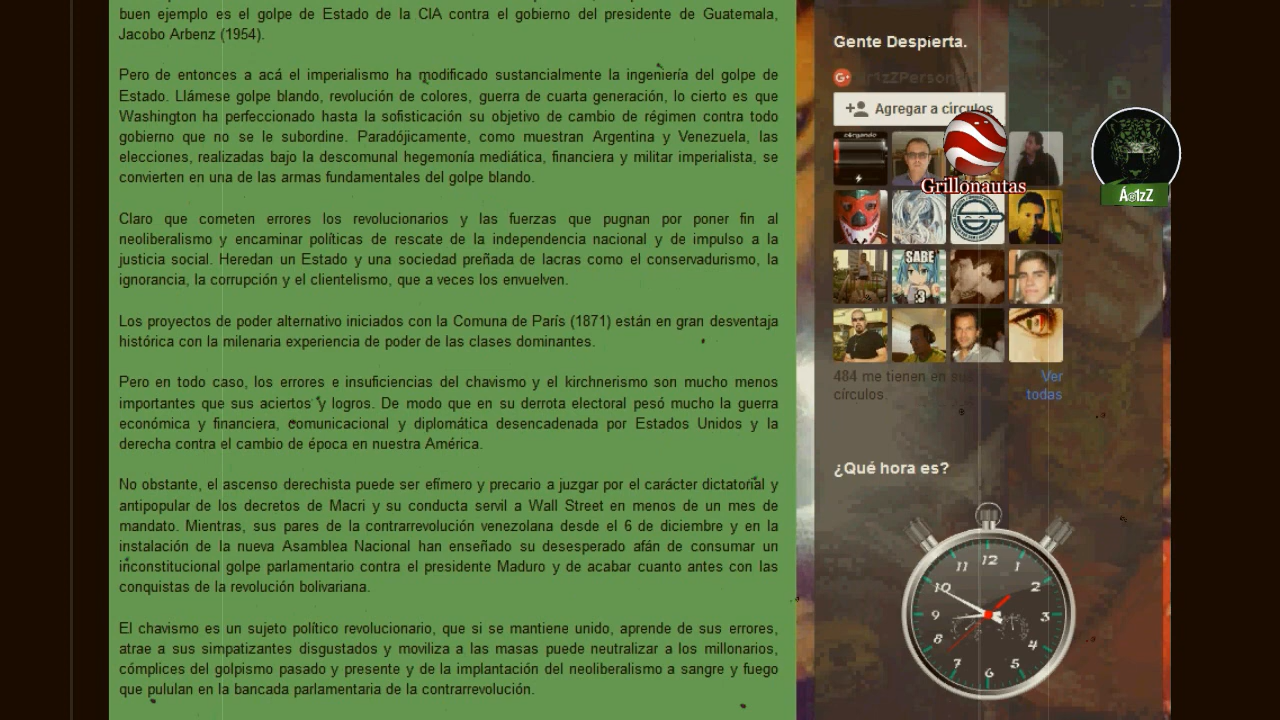 buen ejemplo es el golpe de Estado de la CIA contra el gobierno del presidente de Guatemala,
Jacobo Arbenz (1954).
Pero de entonces a acá el imperialismo ha modificado sustancialmente la ingeniería del golpe de
Estado. Llámese golpe blando, revolución de colores, guerra de cuarta generación, lo cierto es que
Washington ha perfeccionado hasta la sofisticación su objetivo de cambio de régimen contra todo
gobierno que no se le subordine. Paradójicamente, como muestran Argentina y Venezuela, las
elecciones, realizadas bajo la descomunal hegemonía mediática, financiera y militar imperialista, se
convierten en una de las armas fundamentales del golpe blando.
Claro que cometen errores los revolucionarios y las fuerzas que pugnan por poner fin al
neoliberalismo y encaminar políticas de rescate de la independencia nacional y de impulso a la
justicia social. Heredan un Estado y una sociedad preñada de lacras como el conservadurismo, la
ignorancia, la corrupción y el clientelismo, que a veces los envuelven.
Los proyectos de poder alternativo iniciados con la Comuna de París (1871) están en gran desventaja
histórica con la milenaria experiencia de poder de las clases dominantes.
Pero en todo caso, los errores e insuficiencias del chavismo y el kirchnerismo son mucho menos
importantes que sus aciertos y logros. De modo que en su derrota electoral pesó mucho la guerra
económica y financiera, comunicacional y diplomática desencadenada por Estados Unidos y la
derecha contra el cambio de época en nuestra América.
No obstante, el ascenso derechista puede ser efímero y precario a juzgar por el carácter dictatorial y
antipopular de los decretos de Macri y su conducta servil a Wall Street en menos de un mes de
mandato. Mientras, sus pares de la contrarrevolución venezolana desde el 6 de diciembre y en la
instalación de la nueva Asamblea Nacional han enseñado su desesperado afán de consumar un
inconstitucional golpe parlamentario contra el presidente Maduro y de acabar cuanto antes con las
conquistas de la revolución bolivariana.
El chavismo es un sujeto político revolucionario, que si se mantiene unido, aprende de sus errores,
atrae a sus simpatizantes disgustados y moviliza a las masas puede neutralizar a los millonarios,
cómplices del golpismo pasado y presente y de la implantación del neoliberalismo a sangre y fuego
que pululan en la bancada parlamentaria de la contrarrevolución.
Gente Despierta.
G+
Agregar a círculos
Grillonautas
SABE
484 me tienen en sus
círculos.
Ver
todas
¿Qué hora es?
12
1
2
3
4
5
6
7
8
9
10
11